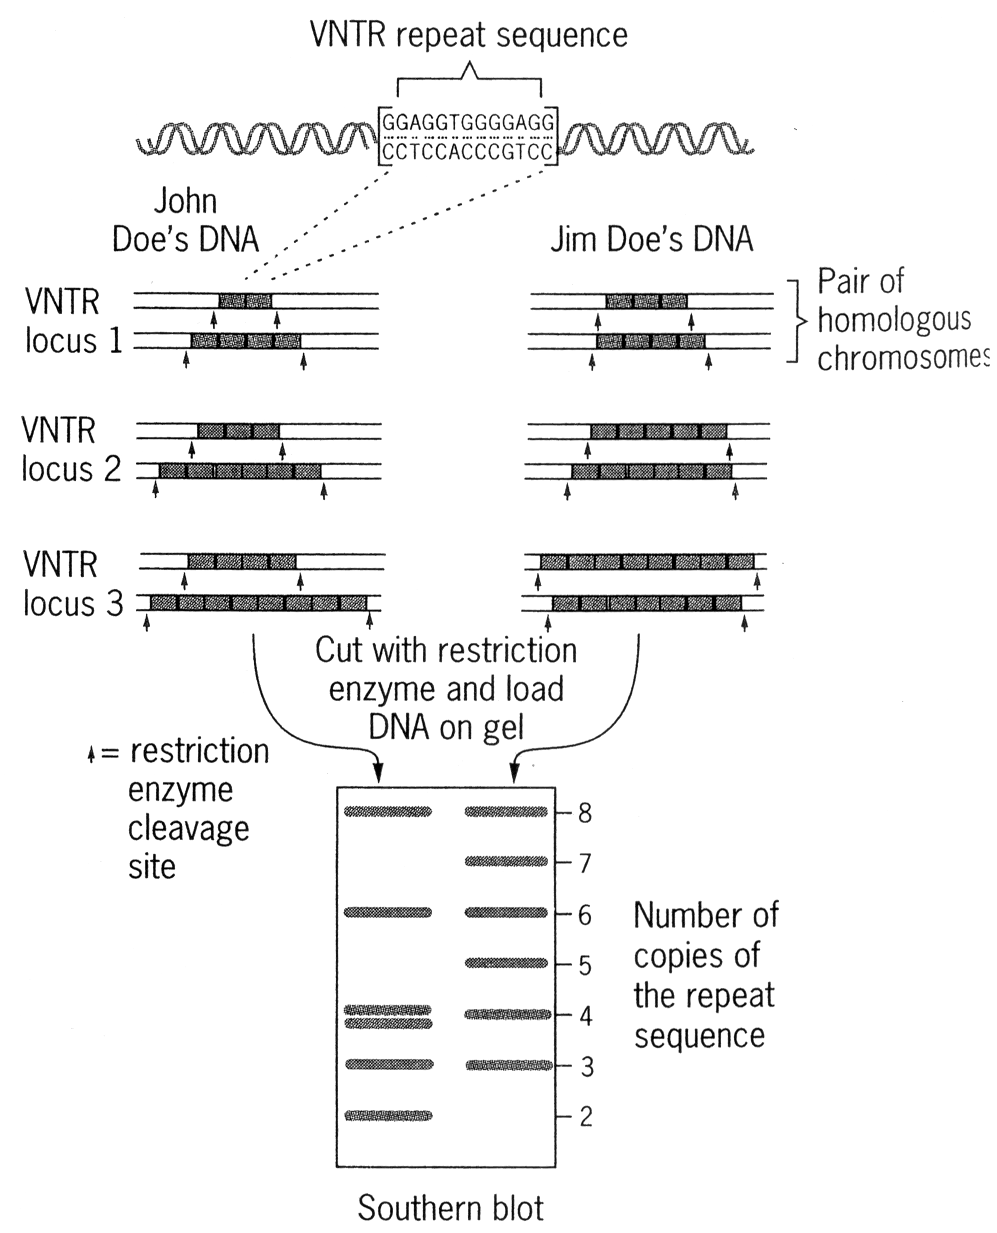 VNTR repeat sequence
GGAGGTGGGGAGG
CCTCCACCCGTCC
John
Doe's DNA
Jim Doe's DNA
VNTR
locus 1
Pair of
homologous
chromosomes
VNTR
locus 2
VNTR
locus 3
Cut with restriction
enzyme and load
DNA on gel
= restriction
enzyme
cleavage
site
8
7
6
5
4
3
2
Number of
copies of
the repeat
sequence
Southern blot